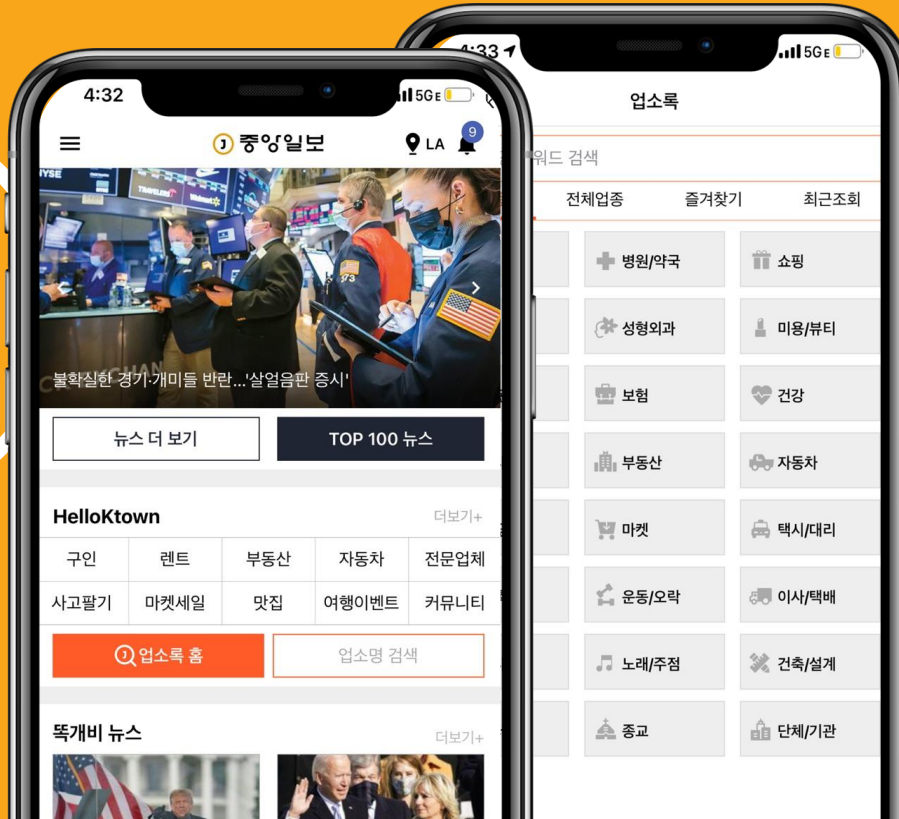 4:32
5GE
중앙일보
LA
9
NYSE
TRAVELERS
Walmart
불확실한 경기·개미들 반란...'살얼음판 증시'
뉴스 더 보기
TOP 100 뉴스
HelloKtown
더보기+
구인
렌트
부동산
자동차
전문업체
사고팔기
마켓세일
맛집
여행이벤트
커뮤니티
업소록 홈
업소명 검색
똑개비 뉴스
더보기+
4:33
5GE
업소록
워드 검색
전체업종
즐겨찾기
최근조회
병원/약국
쇼핑
성형외과
미용/뷰티
보험
건강
부동산
자동차
마켓
택시/대리
운동/오락
이사/택배
노래/주점
건축/설계
종교
단체/기관